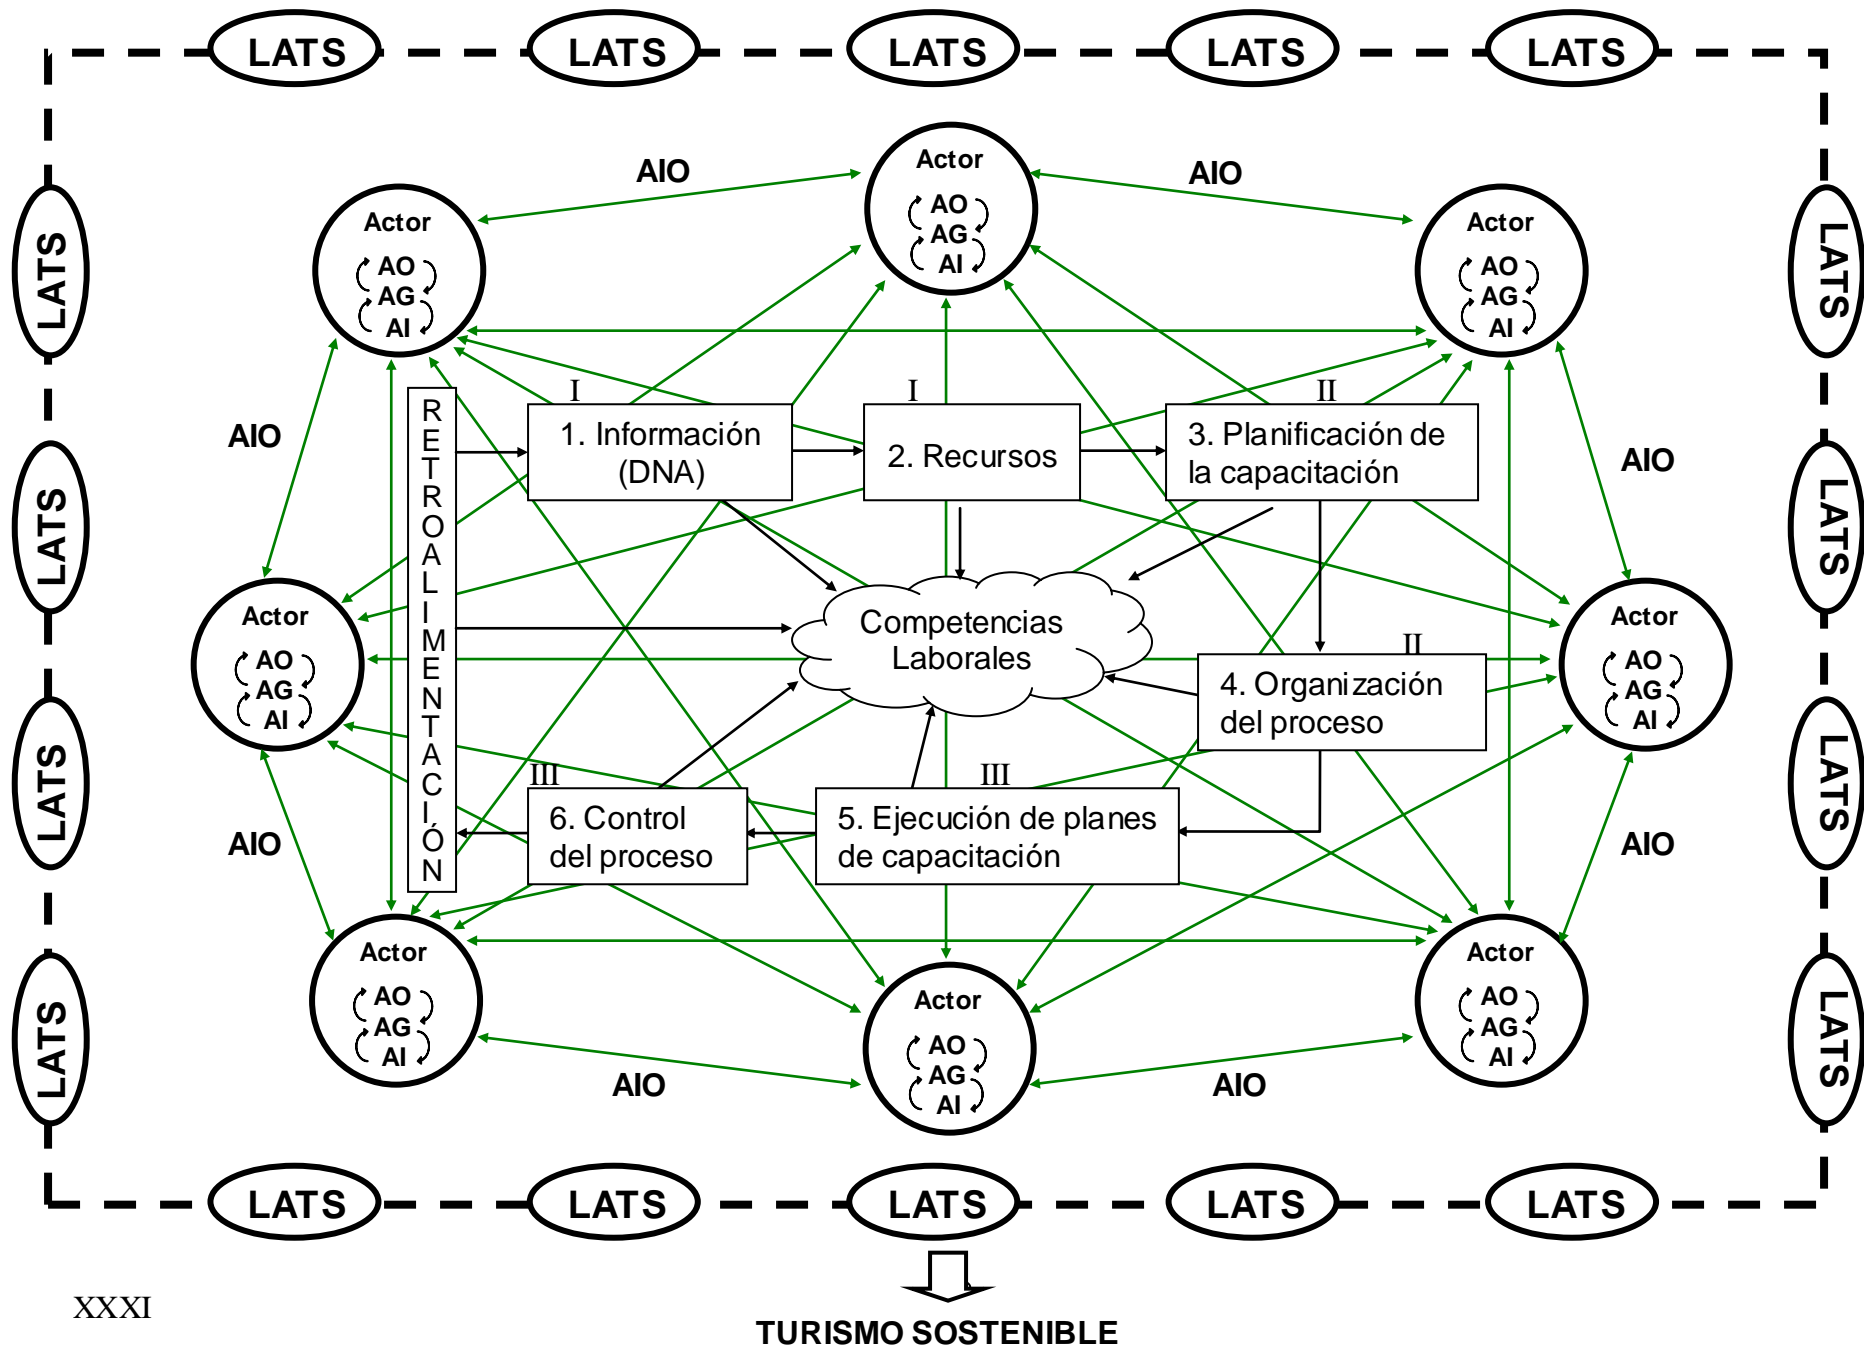 LATS
LATS
LATS
LATS
LATS
AIO
AIO
Actor
AO
AG
AI
Actor
AO
AG
AI
Actor
AO
AG
AI
LATS
LATS
AIO
AIO
LATS
LATS
RETROALIMENTACIÓN
I
1. Información
(DNA)
I
2. Recursos
II
3. Planificación de
la capacitación
Competencias
Laborales
Actor
AO
AG
AI
Actor
AO
AG
AI
II
4. Organización
del proceso
III
5. Ejecución de planes
de capacitación
III
6. Control
del proceso
LATS
LATS
AIO
AIO
LATS
LATS
Actor
AO
AG
AI
Actor
AO
AG
AI
Actor
AO
AG
AI
AIO
AIO
LATS
LATS
LATS
LATS
LATS
XXXI
TURISMO SOSTENIBLE